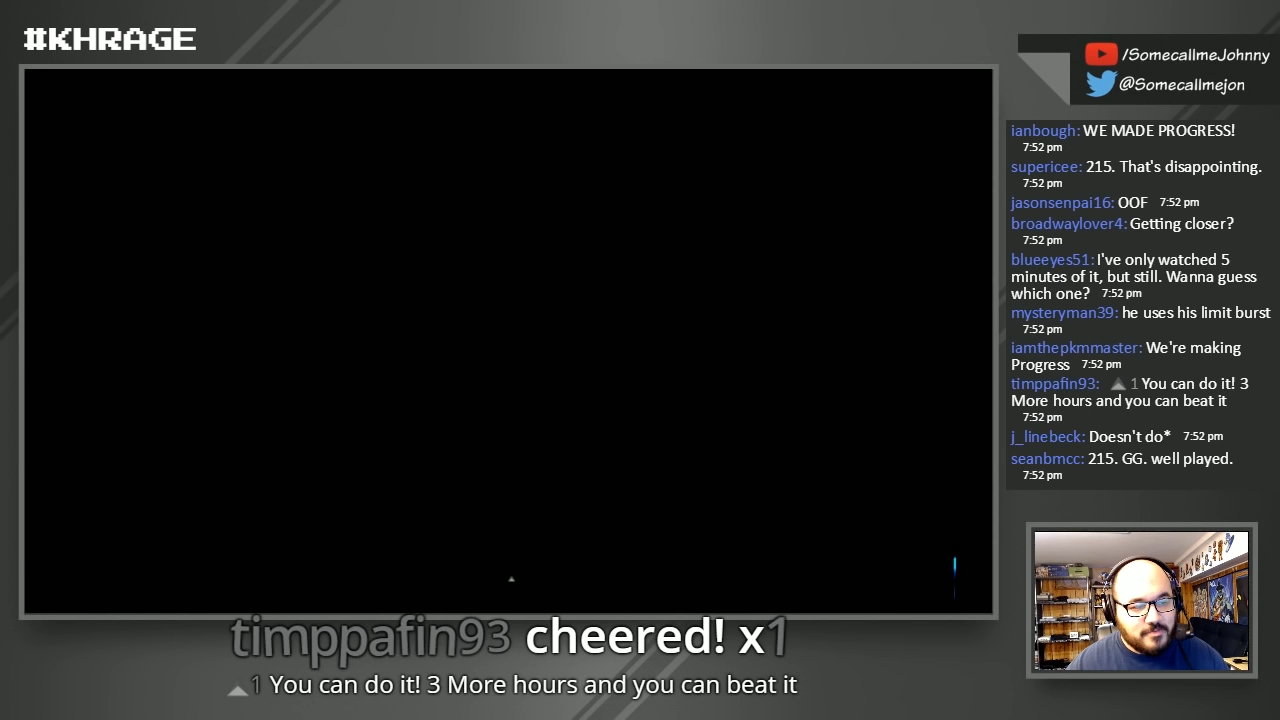 #KHRAGE
/SomecallmeJohnny
@Somecallmejon
ianbough: WE MADE PROGRESS!
7:52 pm
supericee: 215. That's disappointing.
7:52 pm
jasonsenpai16: OOF 7:52 pm
broadwaylover4: Getting closer?
7:52 pm
blueeyes51: I've only watched 5
minutes of it, but still. Wanna guess
which one? 7:52 pm
mysteryman39: he uses his limit burst
7:52 pm
iamthepkmmaster: We're making
Progress 7:52 pm
timppafin93: 1 You can do it! 3
More hours and you can beat it
7:52 pm
j_linebeck: Doesn't do* 7:52 pm
seanbmcc: 215. GG. well played.
7:52 pm
timppafin93 cheered! x1
1 You can do it! 3 More hours and you can beat it